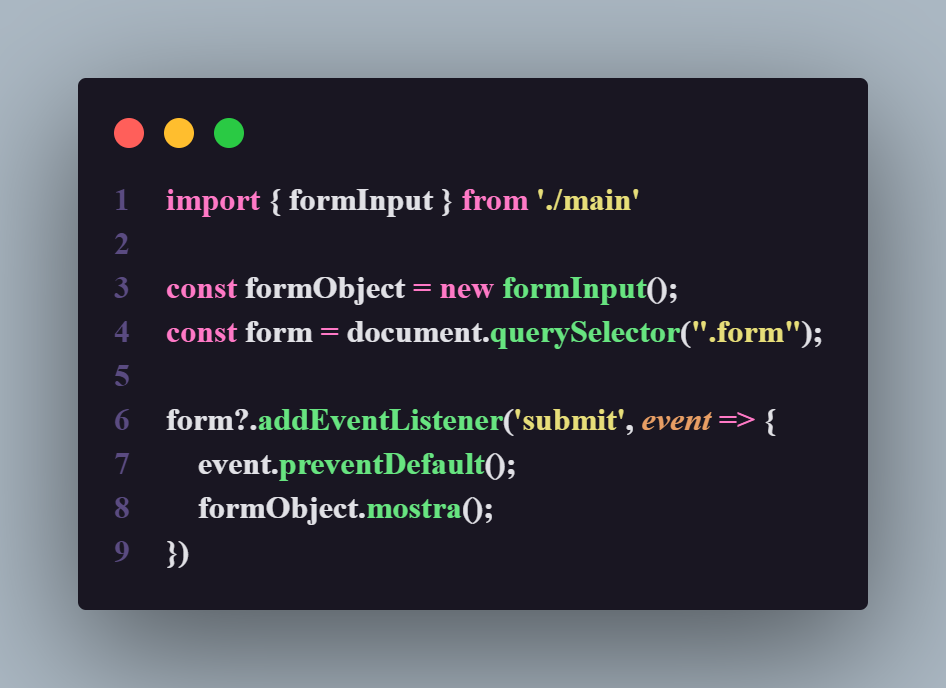 1 import { formInput } from './main'
2
3 const formObject = new formInput();
4 const form = document.querySelector(".form");
5
6 form?.addEventListener('submit', event => {
7     event.preventDefault();
8     formObject.mostra();
9 })